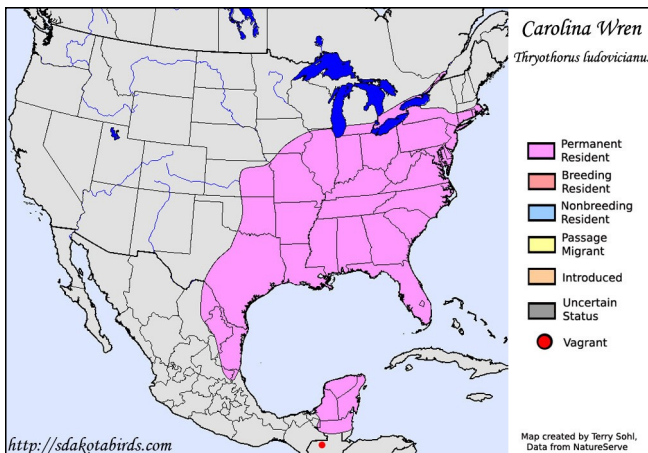 Carolina Wren
Thryothorus ludovicianus
Permanent
Resident
Breeding
Resident
Nonbreeding
Resident
Passage
Migrant
Introduced
Uncertain
Status
Vagrant
http://sdakotabirds.com
Map created by Terry Sohl,
Data from NatureServe